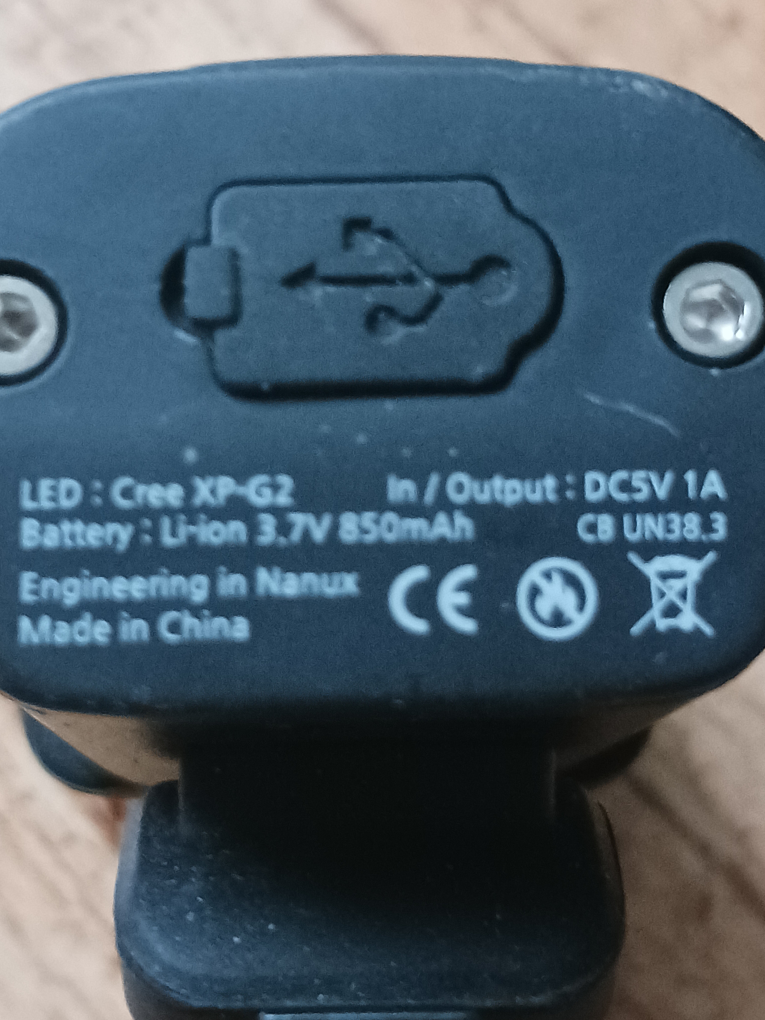 LED : Cree XP-G2 In / Output : DC5V 1A
Battery : Li-ion 3.7V 850mAh CB UN38.3
Engineering in Nanux CE
Made in China